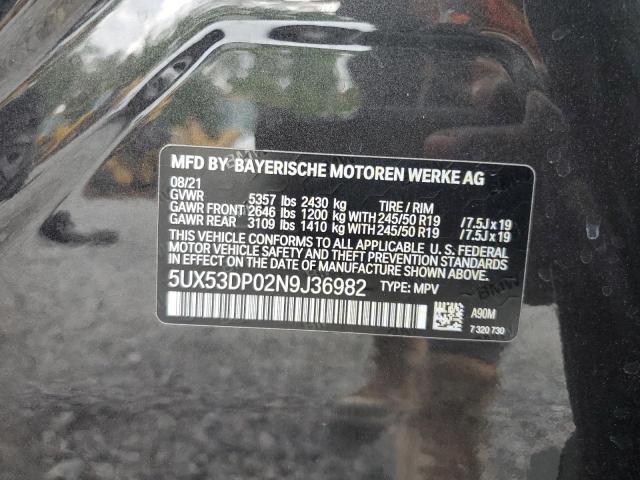 MFD BY BAYERISCHE MOTOREN WERKE AG
08/21
GVWR 5357 lbs 2430 kg TIRE / RIM
GAWR FRONT 2646 lbs 1200 kg WITH 245/50 R19 /7.5J x 19
GAWR REAR 3109 lbs 1410 kg WITH 245/50 R19 /7.5J x 19
THIS VEHICLE CONFORMS TO ALL APPLICABLE U.S. FEDERAL
MOTOR VEHICLE SAFETY STANDARDS IN EFFECT ON THE
DATE OF MANUFACTURE SHOWN ABOVE.
5UX53DP02N9J36982 TYPE: MPV
A90M
7 320 730